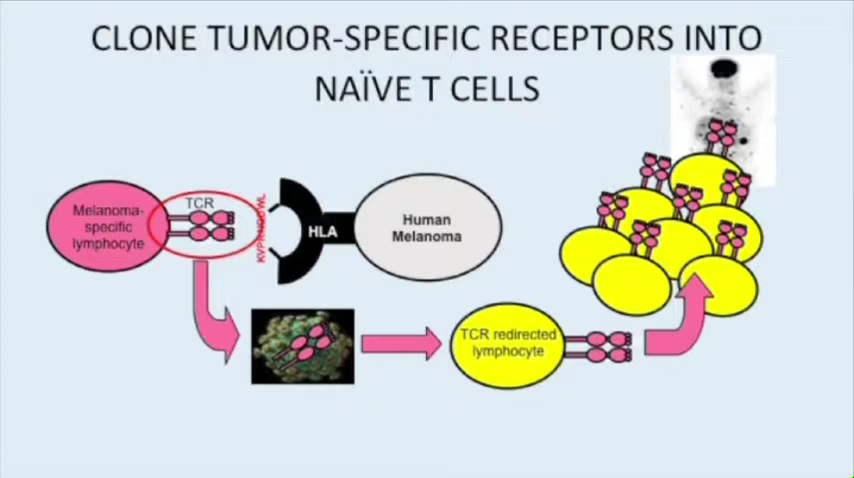 CLONE TUMOR-SPECIFIC RECEPTORS INTO
NAÏVE T CELLS
Melanoma-
specific
lymphocyte
TCR
HLA
Human
Melanoma
TCR redirected
lymphocyte